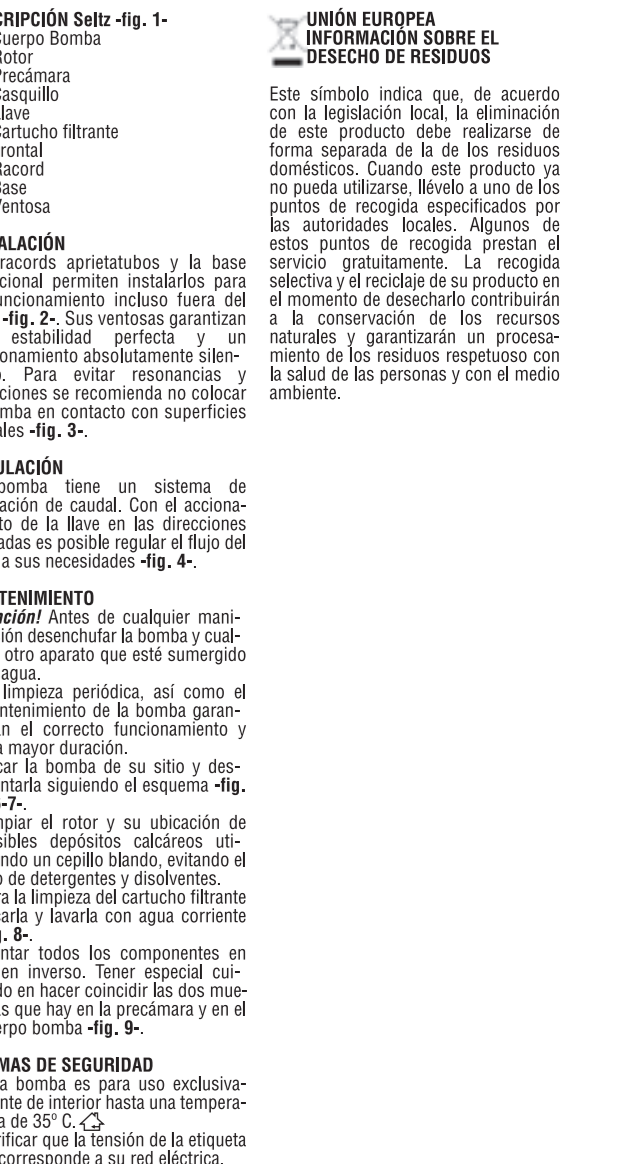 CRIPCIÓN Seltz -fig. 1-
Cuerpo Bomba
Rotor
Precámara
Casquillo
Llave
Cartucho filtrante
Frontal
Racord
Base
Ventosa
ALACIÓN
racords aprietatubos y la base
cional permiten instalarlos para
uncionamiento incluso fuera del
-fig. 2-. Sus ventosas garantizan
estabilidad perfecta y un
onamiento absolutamente silen-
o. Para evitar resonancias y
ciones se recomienda no colocar
omba en contacto con superficies
ales -fig. 3-.
ULACIÓN
bomba tiene un sistema de
ación de caudal. Con el acciona-
to de la llave en las direcciones
adas es posible regular el flujo del
a sus necesidades -fig. 4-.
TENIMIENTO
nción! Antes de cualquier mani-
ión desenchufar la bomba y cual-
otro aparato que esté sumergido
agua.
limpieza periódica, así como el
ntenimiento de la bomba garan-
an el correcto funcionamiento y
a mayor duración.
car la bomba de su sitio y des-
ntarla siguiendo el esquema -fig.
6-7-.
mpiar el rotor y su ubicación de
sibles depósitos calcáreos uti-
ando un cepillo blando, evitando el
o de detergentes y disolventes.
ra la limpieza del cartucho filtrante
carla y lavarla con agua corriente
g. 8-.
ntar todos los componentes en
en inverso. Tener especial cui-
do en hacer coincidir las dos mue-
as que hay en la precámara y en el
erpo bomba -fig. 9-.
MAS DE SEGURIDAD
a bomba es para uso exclusiva-
nte de interior hasta una tempera-
a de 35º C.
rificar que la tensión de la etiqueta
corresponde a su red eléctrica.
UNIÓN EUROPEA
INFORMACIÓN SOBRE EL
DESECHO DE RESIDUOS
Este símbolo indica que, de acuerdo
con la legislación local, la eliminación
de este producto debe realizarse de
forma separada de la de los residuos
domésticos. Cuando este producto ya
no pueda utilizarse, llévelo a uno de los
puntos de recogida especificados por
las autoridades locales. Algunos de
estos puntos de recogida prestan el
servicio gratuitamente. La recogida
selectiva y el reciclaje de su producto en
el momento de desecharlo contribuirán
a la conservación de los recursos
naturales y garantizarán un procesa-
miento de los residuos respetuoso con
la salud de las personas y con el medio
ambiente.